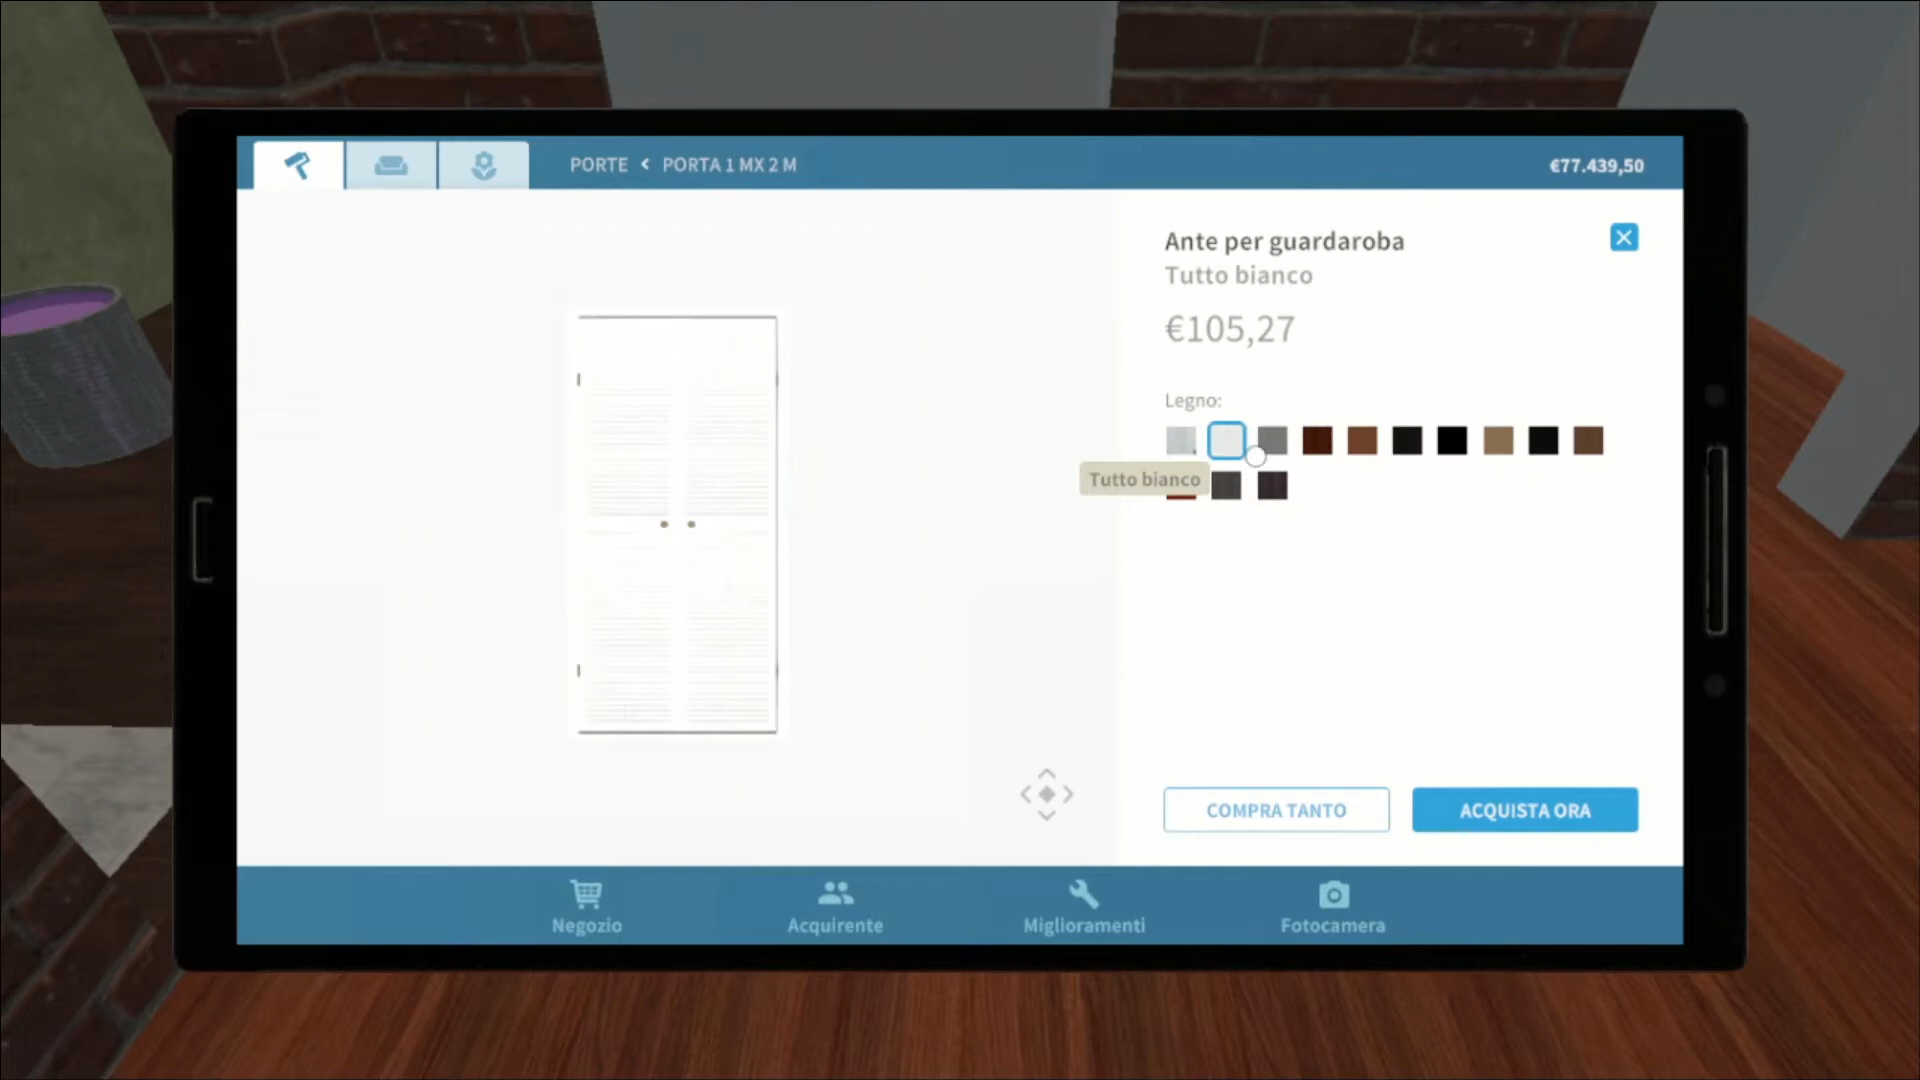 PORTE < PORTA 1 MX 2 M
€77.439,50
Ante per guardaroba
Tutto bianco
€105,27
Legno:
Tutto bianco
COMPRA TANTO
ACQUISTA ORA
Negozio
Acquirente
Miglioramenti
Fotocamera